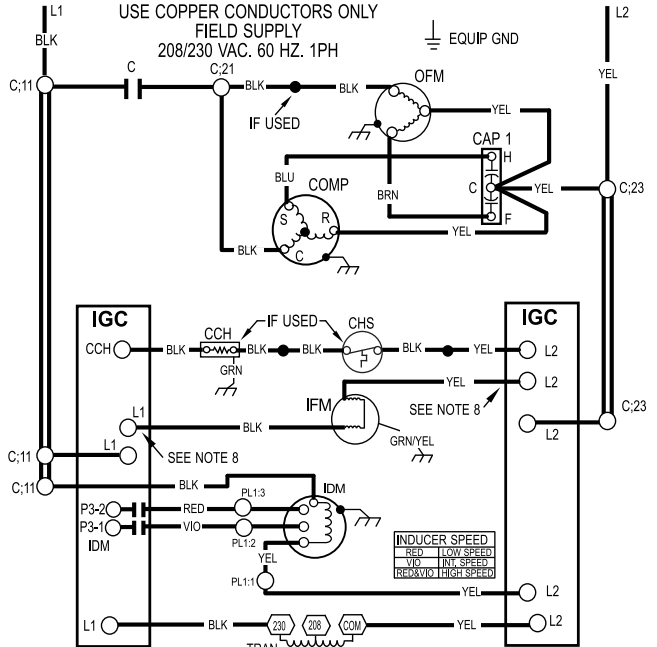 L1
USE COPPER CONDUCTORS ONLY
FIELD SUPPLY
208/230 VAC. 60 HZ. 1PH
EQUIP GND
L2
BLK
YEL
C;11
C
C;21
BLK
BLK
OFM
IF USED
YEL
CAP 1
H
BLU
COMP
BRN
C
YEL
C;23
S
R
F
YEL
BLK
C
IGC
IGC
IF USED
CHS
CCH
CCH
BLK
BLK
BLK
BLK
YEL
L2
GRN
YEL
L2
IFM
SEE NOTE 8
L1
BLK
GRN/YEL
L2
C;23
C;11
L1
SEE NOTE 8
C;11
BLK
PL1:3
IDM
P3-2
RED
P3-1
VIO
IDM
PL1:2
YEL
INDUCER SPEED
RED LOW SPEED
VIO INT, SPEED
RED&VIO HIGH SPEED
PL1:1
YEL
L2
L1
BLK
230
208
COM
YEL
L2
TRAN